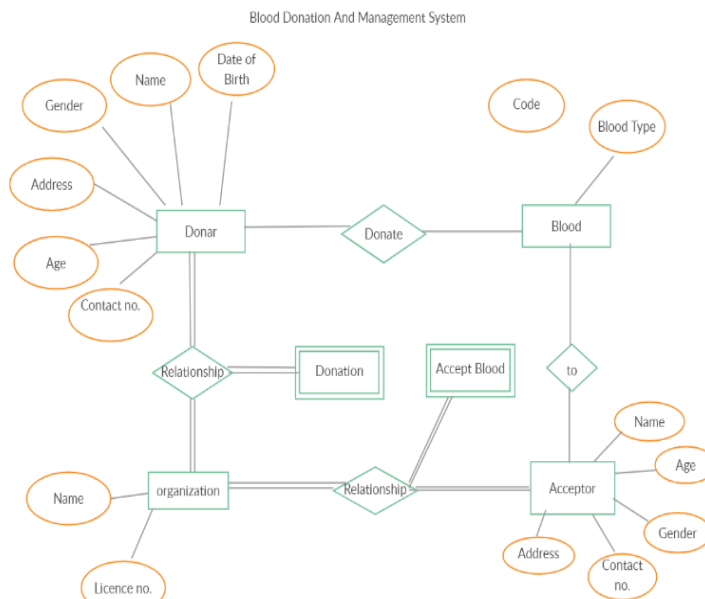 Blood Donation And Management System
Date of
Birth
Name
Gender
Code
Blood Type
Address
Donar
Donate
Blood
Age
Contact no.
Relationship
Donation
Accept Blood
to
Name
Age
Name
organization
Relationship
Acceptor
Gender
Address
Contact
no.
Licence no.